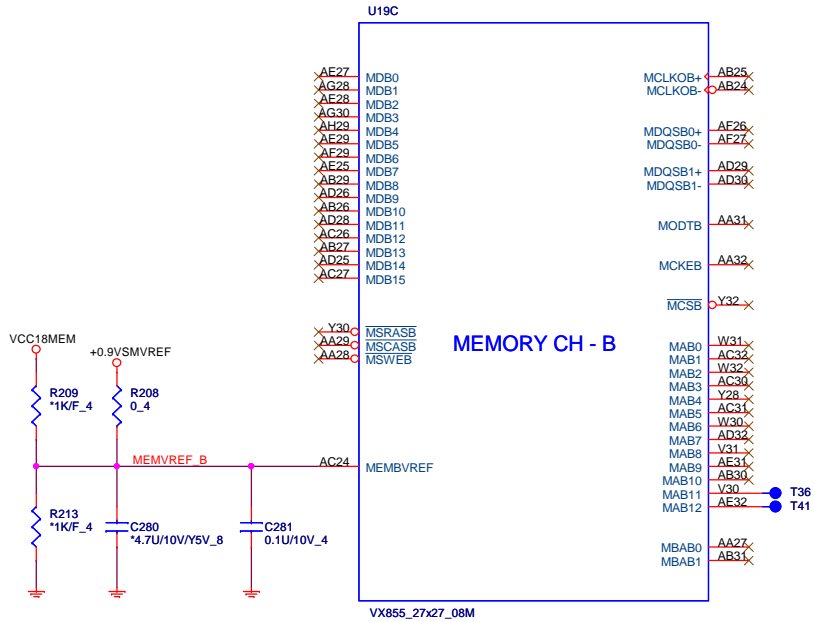 U19C
AE27 MDB0
AG28 MDB1
AE28 MDB2
AG30 MDB3
AH29 MDB4
AE29 MDB5
AF29 MDB6
AE25 MDB7
AB29 MDB8
AD26 MDB9
AB26 MDB10
AD28 MDB11
AC26 MDB12
AB27 MDB13
AD25 MDB14
AC27 MDB15
Y30 MSRASB
AA29 MSCASB
AA28 MSWEB
MCLKOB+ AB25
MCLKOB- AB24
MDQSB0+ AF26
MDQSB0- AF27
MDQSB1+ AD29
MDQSB1- AD30
MODTB AA31
MCKEB AA32
MCSB Y32
MEMORY CH - B
MAB0 W31
MAB1 AC32
MAB2 W32
MAB3 AC30
MAB4 Y28
MAB5 AC31
MAB6 W30
MAB7 AD32
MAB8 V31
MAB9 AE31
MAB10 AB30
MAB11 V30 T36
MAB12 AE32 T41
MBAB0 AA27
MBAB1 AB31
VCC18MEM
+0.9VSMVREF
R209
*1K/F_4
R208
0_4
MEMVREF_B
AC24 MEMBVREF
R213
*1K/F_4
C280
*4.7U/10V/Y5V_8
C281
0.1U/10V_4
VX855_27x27_08M